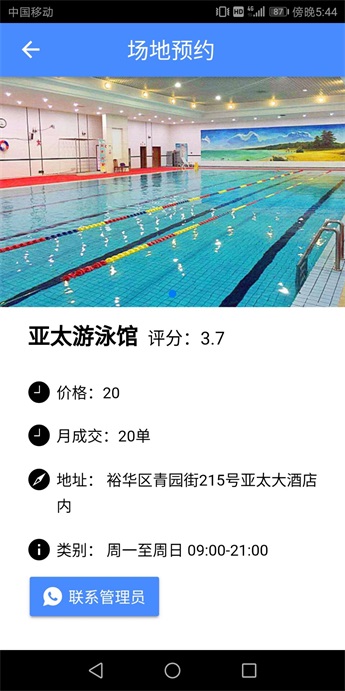 中国移动 HD 4G 87 傍晚5:44
场地预约
亚太游泳馆 评分：3.7
价格：20
月成交：20单
地址： 裕华区青园街215号亚太大酒店
内
类别： 周一至周日 09:00-21:00
联系管理员